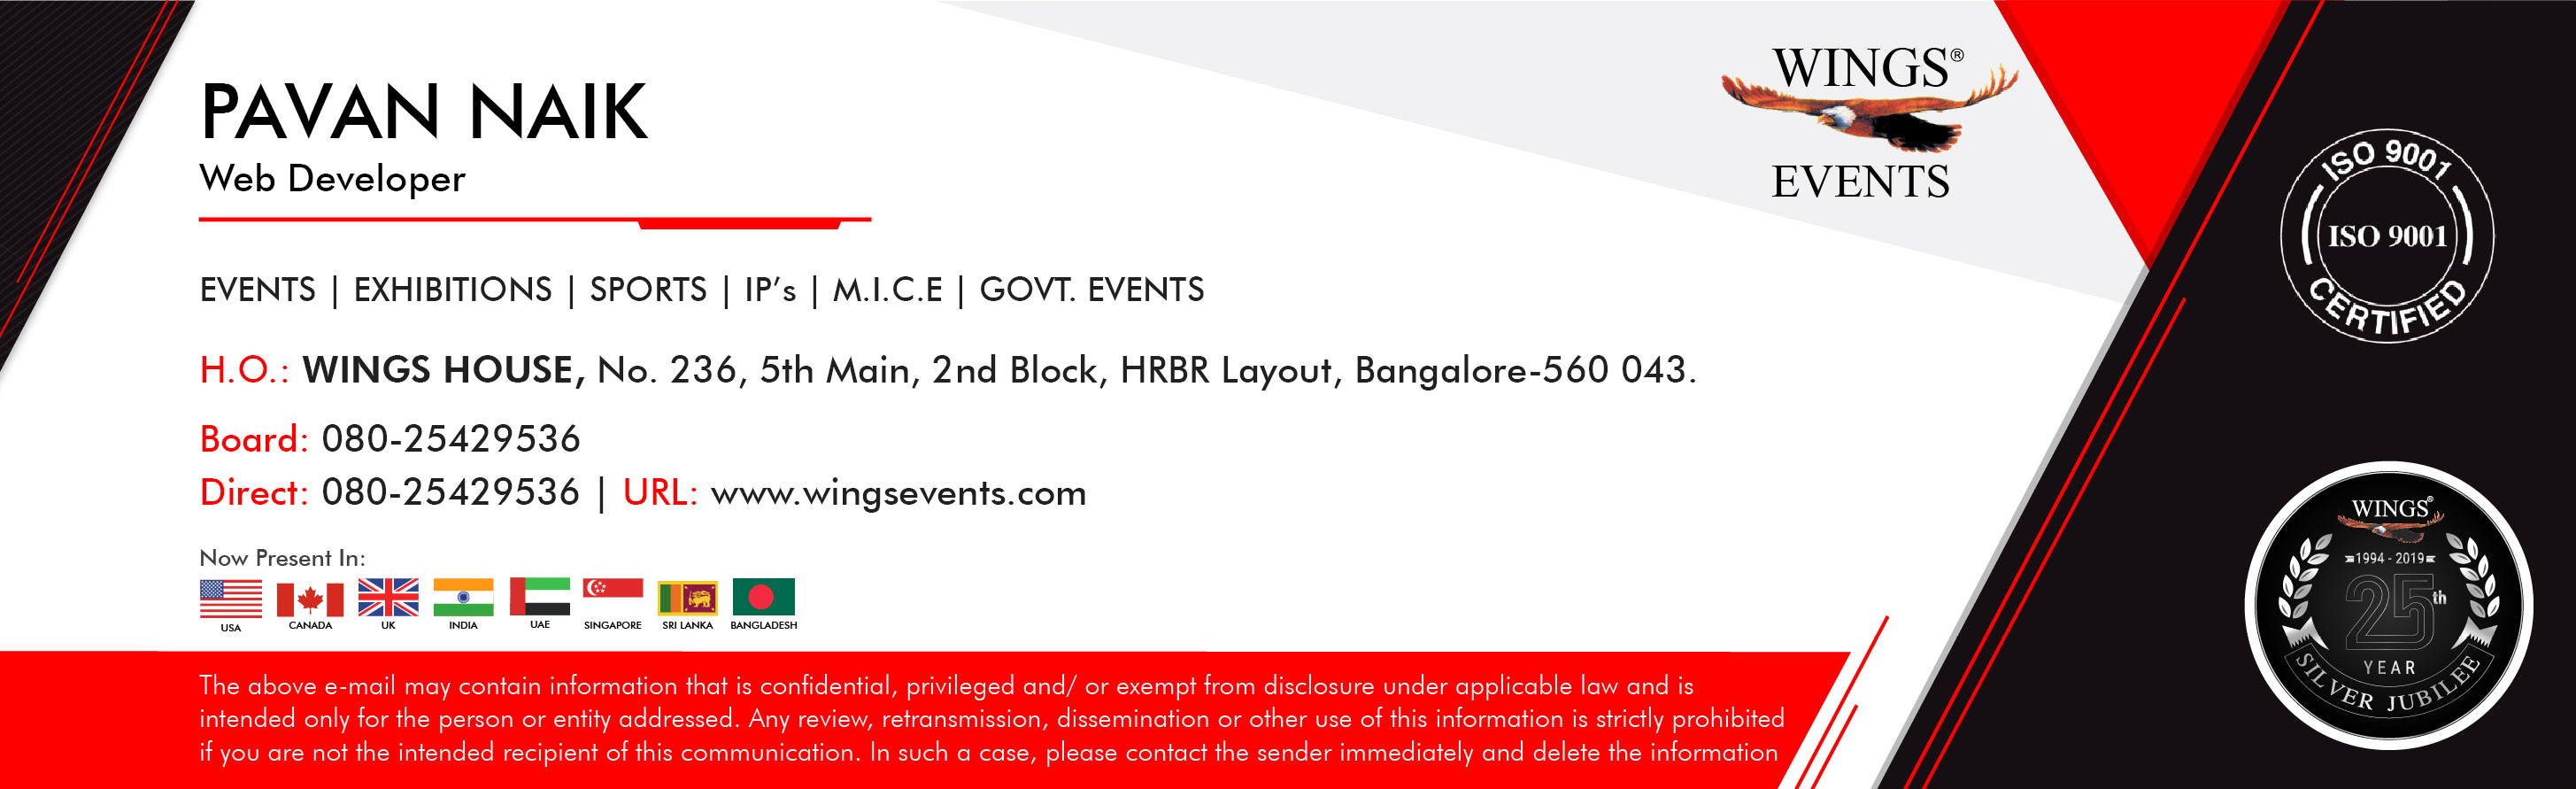 PAVAN NAIK
Web Developer
WINGS®
EVENTS
EVENTS | EXHIBITIONS | SPORTS | IP's | M.I.C.E | GOVT. EVENTS
H.O.: WINGS HOUSE, No. 236, 5th Main, 2nd Block, HRBR Layout, Bangalore-560 043.
Board: 080-25429536
Direct: 080-25429536 | URL: www.wingsevents.com
Now Present In:
USA CANADA UK INDIA UAE SINGAPORE SRI LANKA BANGLADESH
The above e-mail may contain information that is confidential, privileged and/ or exempt from disclosure under applicable law and is
intended only for the person or entity addressed. Any review, retransmission, dissemination or other use of this information is strictly prohibited
if you are not the intended recipient of this communication. In such a case, please contact the sender immediately and delete the information
ISO 9001
ISO 9001
CERTIFIED
WINGS®
1994 - 2019
25th
YEAR
SILVER JUBILEE